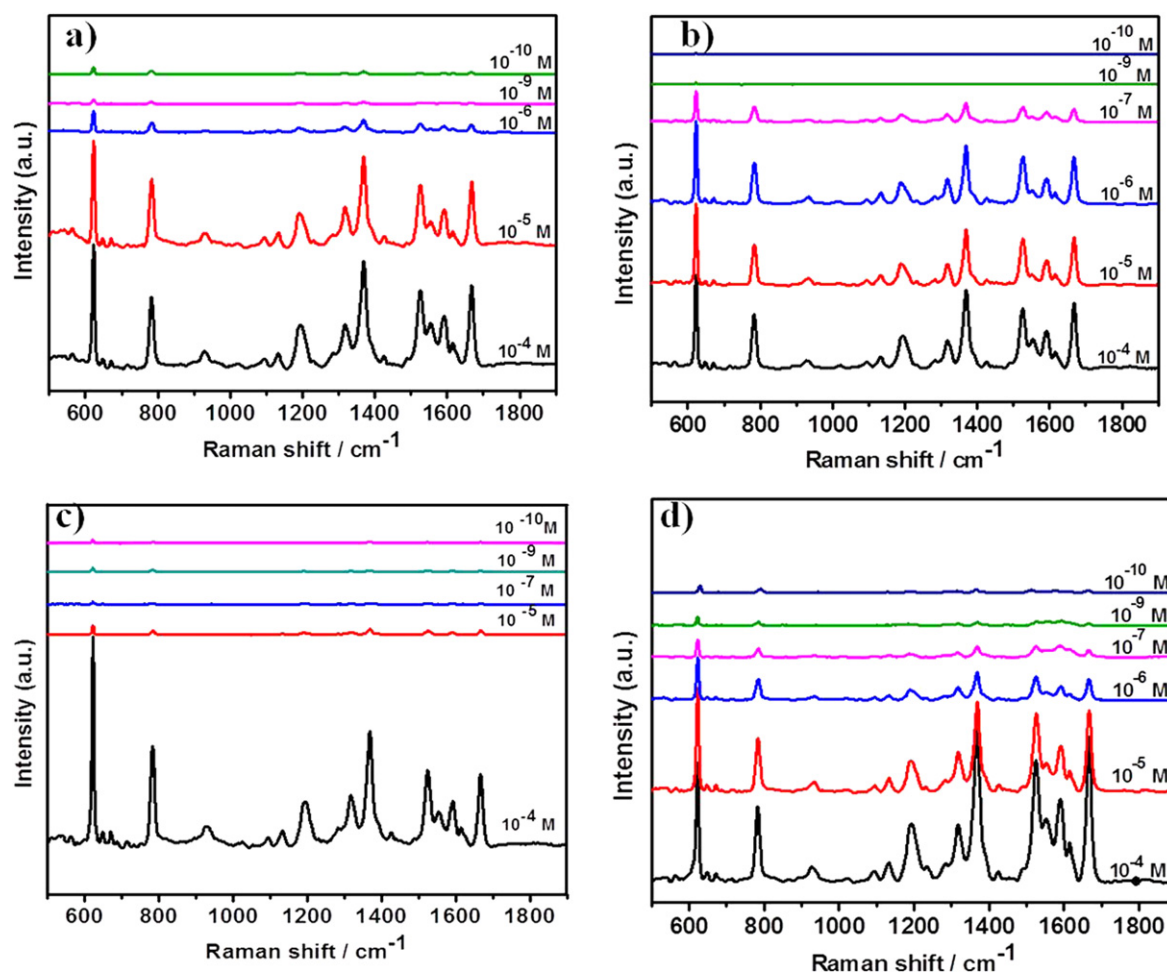 a)
10⁻¹⁰ M
10⁻⁹ M
10⁻⁶ M
10⁻⁵ M
10⁻⁴ M
Intensity (a.u.)
600 800 1000 1200 1400 1600 1800
Raman shift / cm⁻¹
b)
10⁻¹⁰ M
10⁻⁹ M
10⁻⁷ M
10⁻⁶ M
10⁻⁵ M
10⁻⁴ M
Intensity (a.u.)
600 800 1000 1200 1400 1600 1800
Raman shift / cm⁻¹
c)
10⁻¹⁰ M
10⁻⁹ M
10⁻⁷ M
10⁻⁵ M
10⁻⁴ M
Intensity (a.u.)
600 800 1000 1200 1400 1600 1800
Raman shift / cm⁻¹
d)
10⁻¹⁰ M
10⁻⁹ M
10⁻⁷ M
10⁻⁶ M
10⁻⁵ M
10⁻⁴ M
Intensity (a.u.)
600 800 1000 1200 1400 1600 1800
Raman shift / cm⁻¹